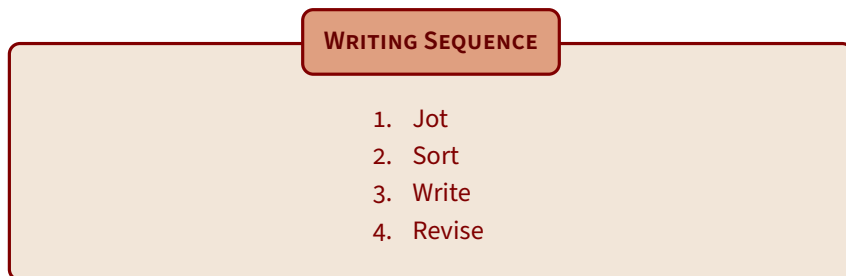 Writing Sequence
1. Jot
2. Sort
3. Write
4. Revise